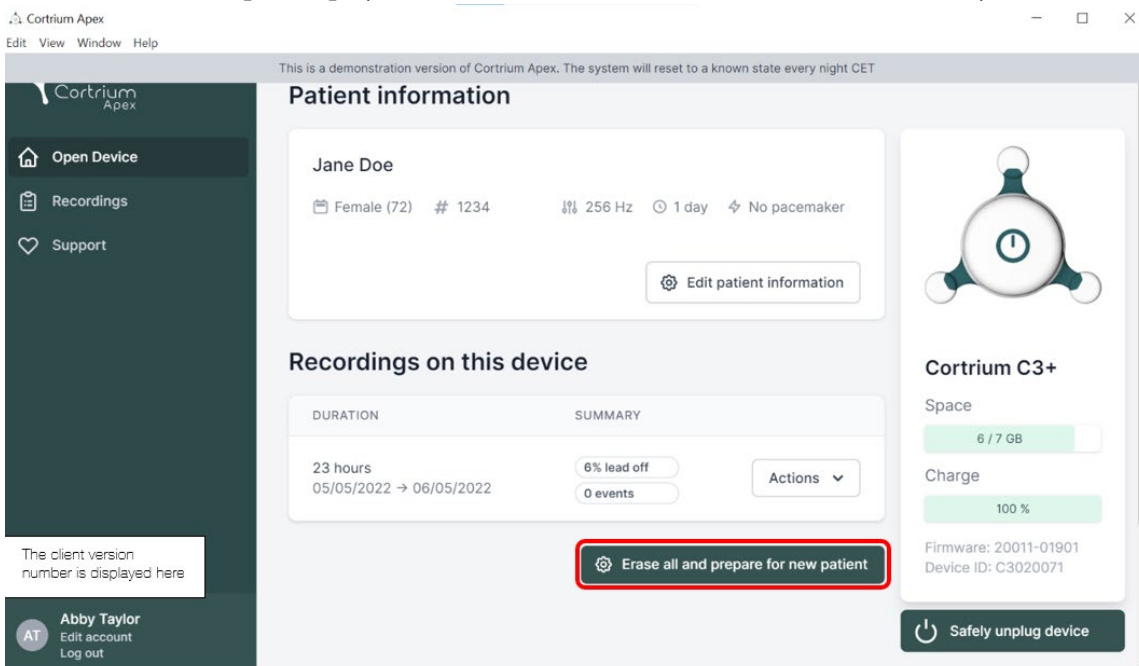 Cortrium Apex
Edit View Window Help
This is a demonstration version of Cortrium Apex. The system will reset to a known state every night CET
Cortrium
Apex
Open Device
Recordings
Support
The client version
number is displayed here
AT
Abby Taylor
Edit account
Log out
Patient information
Jane Doe
Female (72) # 1234 256 Hz 1 day No pacemaker
Edit patient information
Recordings on this device
DURATION SUMMARY
23 hours
05/05/2022 → 06/05/2022
6% lead off
0 events
Actions
Erase all and prepare for new patient
Cortrium C3+
Space
6 / 7 GB
Charge
100 %
Firmware: 20011-01901
Device ID: C3020071
Safely unplug device